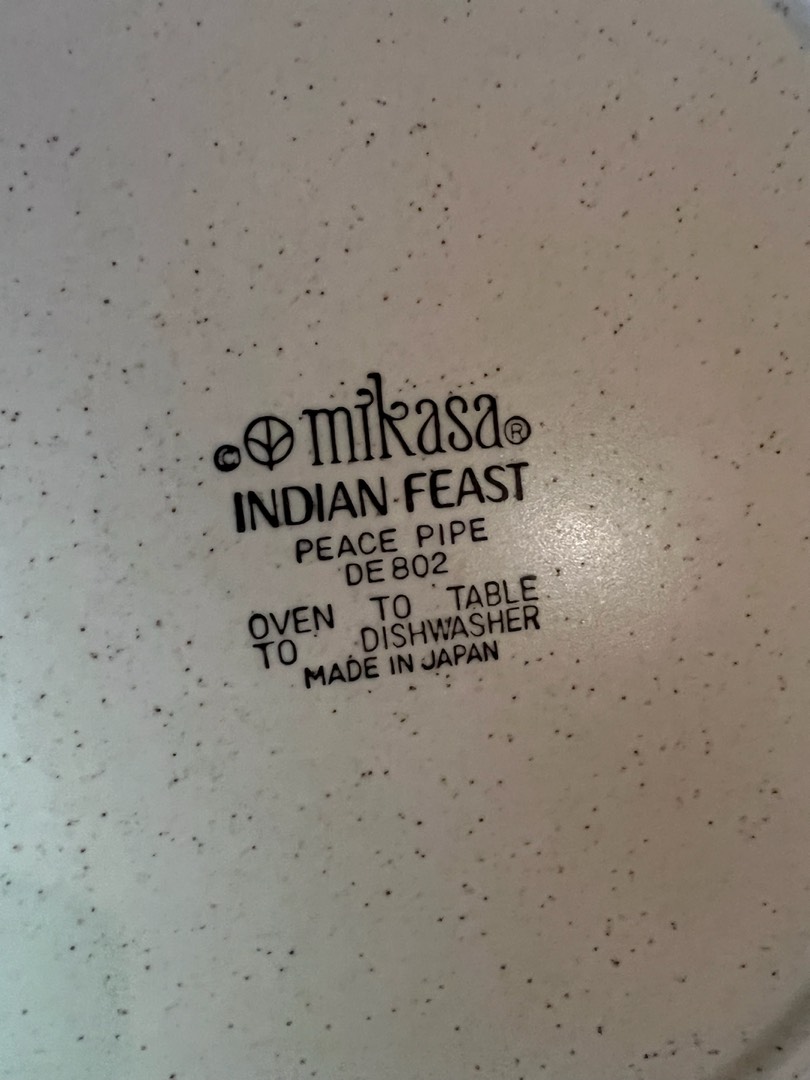 © mikasa ®
INDIAN FEAST
PEACE PIPE
DE 802
OVEN TO TABLE
TO DISHWASHER
MADE IN JAPAN